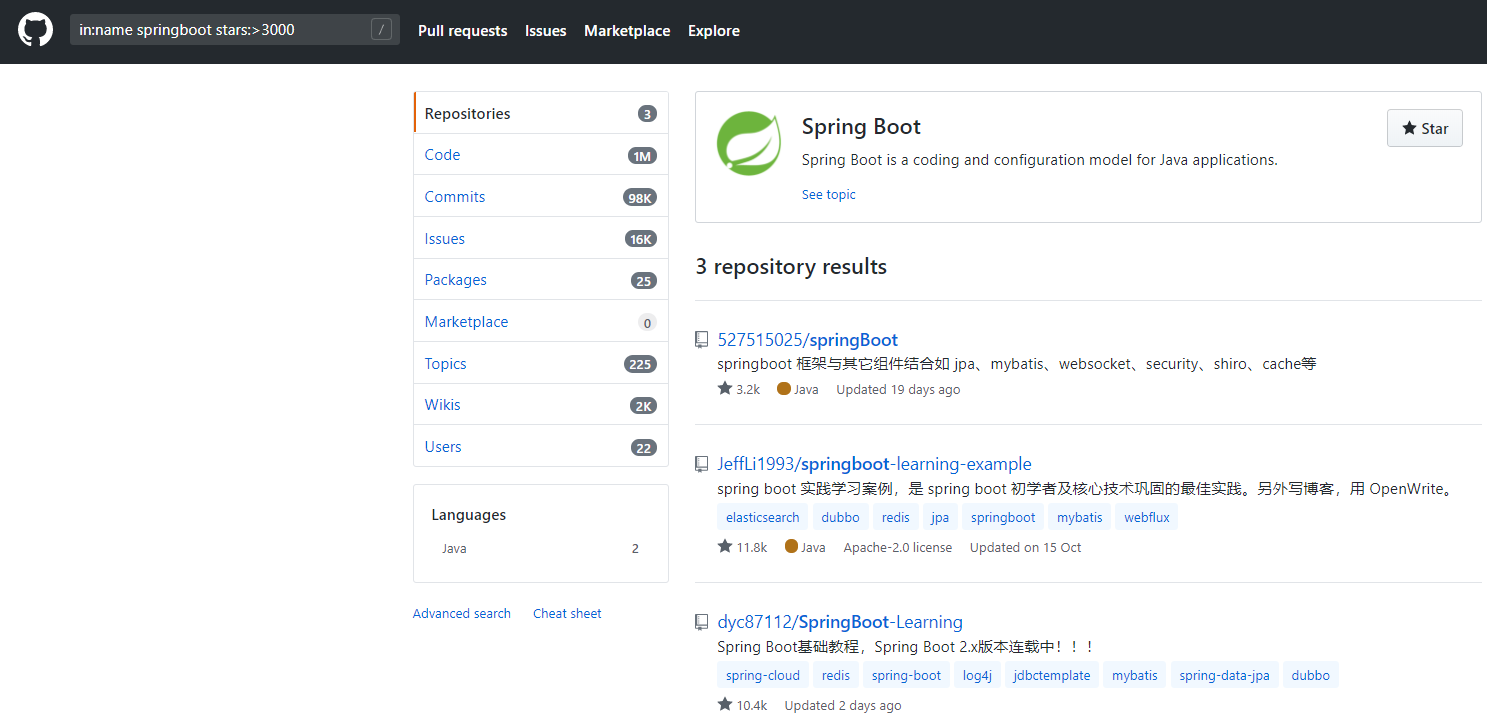 in:name springboot stars:>3000 /
Pull requests Issues Marketplace Explore
Repositories 3
Code 1M
Commits 98K
Issues 16K
Packages 25
Marketplace 0
Topics 225
Wikis 2K
Users 22
Languages
Java 2
Advanced search Cheat sheet
Spring Boot
Star
Spring Boot is a coding and configuration model for Java applications.
See topic
3 repository results
527515025/springBoot
springboot 框架与其它组件结合如 jpa、mybatis、websocket、security、shiro、cache等
3.2k Java Updated 19 days ago
JeffLi1993/springboot-learning-example
spring boot 实践学习案例，是 spring boot 初学者及核心技术巩固的最佳实践。另外写博客，用 OpenWrite。
elasticsearch dubbo redis jpa springboot mybatis webflux
11.8k Java Apache-2.0 license Updated on 15 Oct
dyc87112/SpringBoot-Learning
Spring Boot基础教程，Spring Boot 2.x版本连载中！！！
spring-cloud redis spring-boot log4j jdbctemplate mybatis spring-data-jpa dubbo
10.4k Updated 2 days ago